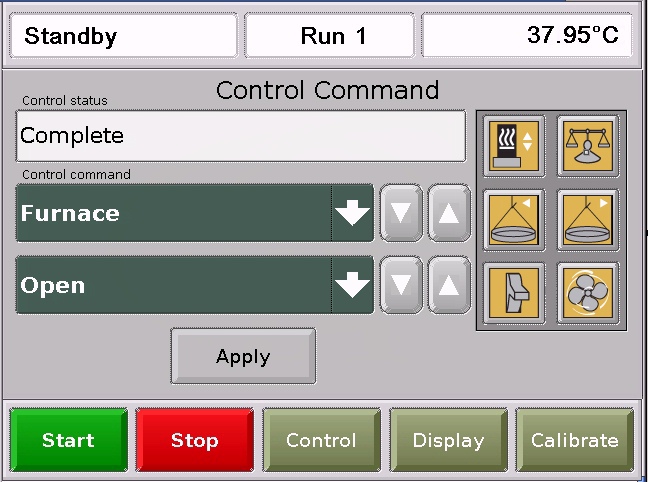 Standby Run 1 37.95°C
Control Command
Control status
Complete
Control command
Furnace
Open
Apply
Start Stop Control Display Calibrate